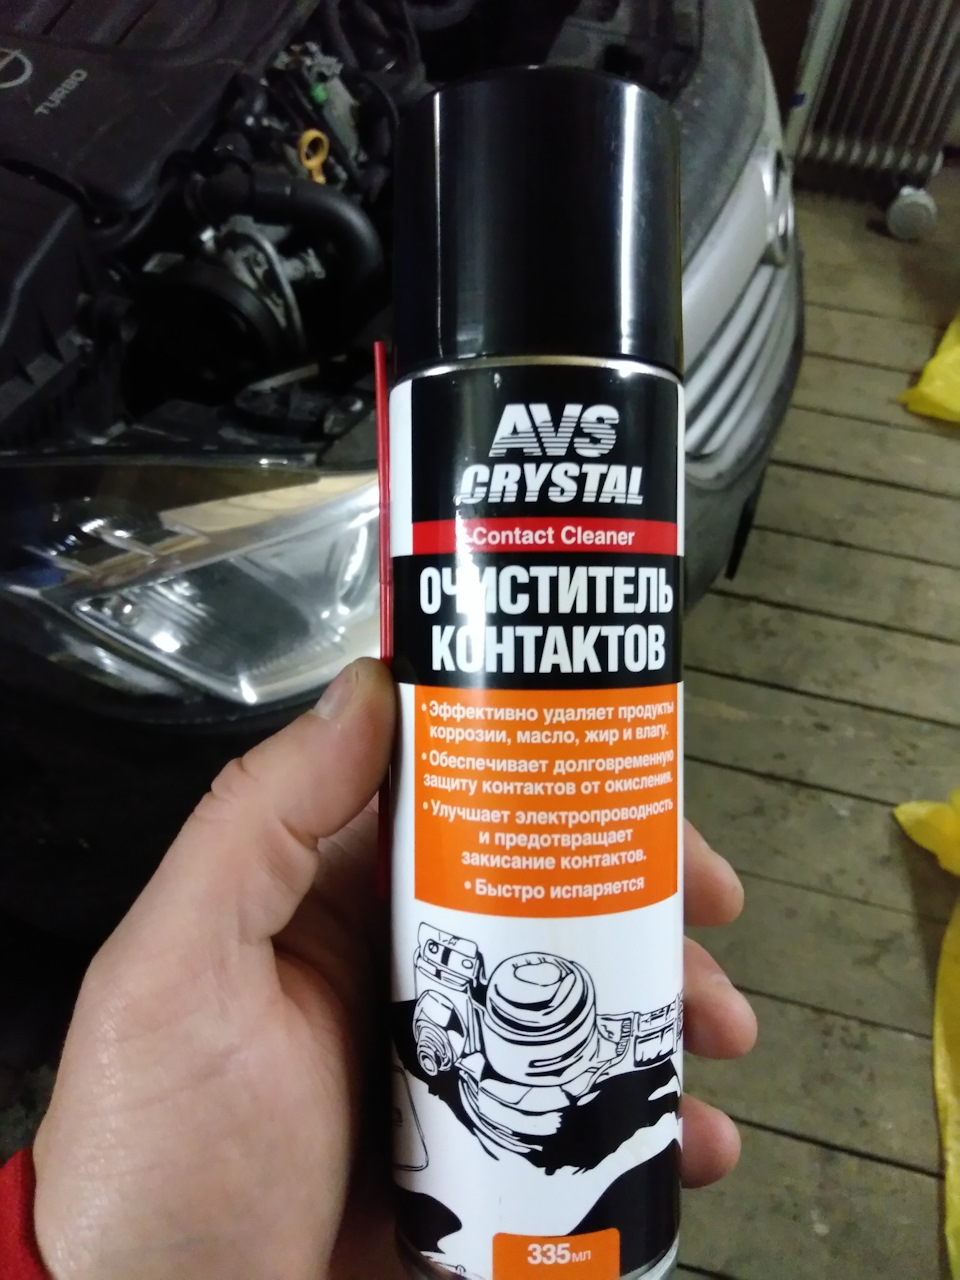 TURBO
AVS
CRYSTAL
Contact Cleaner
ОЧИСТИТЕЛЬ
КОНТАКТОВ
• Эффективно удаляет продукты
коррозии, масло, жир и влагу.
• Обеспечивает долговременную
защиту контактов от окисления.
• Улучшает электропроводность
и предотвращает
закисание контактов.
• Быстро испаряется
335мл